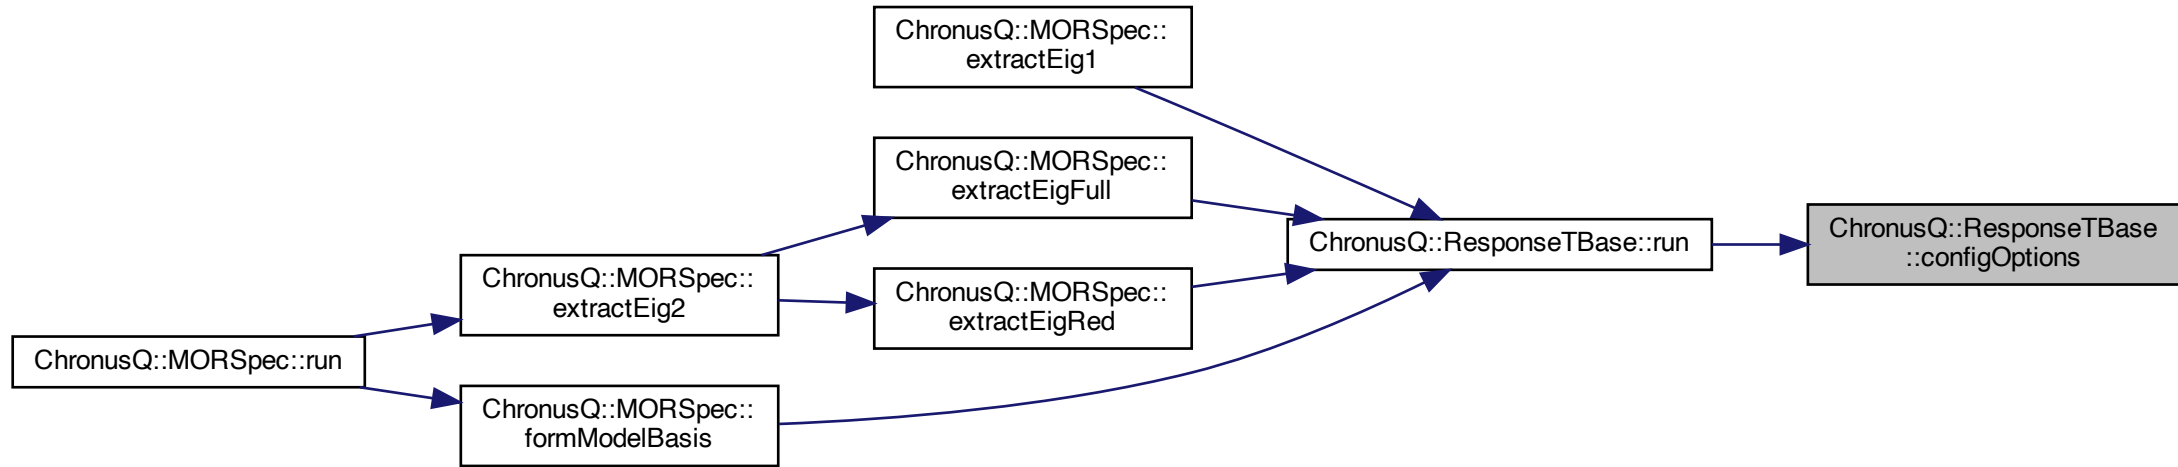 ChronusQ::MORSpec::
extractEig1
ChronusQ::MORSpec::
extractEigFull
ChronusQ::ResponseTBase::run
ChronusQ::ResponseTBase
::configOptions
ChronusQ::MORSpec::
extractEig2
ChronusQ::MORSpec::
extractEigRed
ChronusQ::MORSpec::run
ChronusQ::MORSpec::
formModelBasis